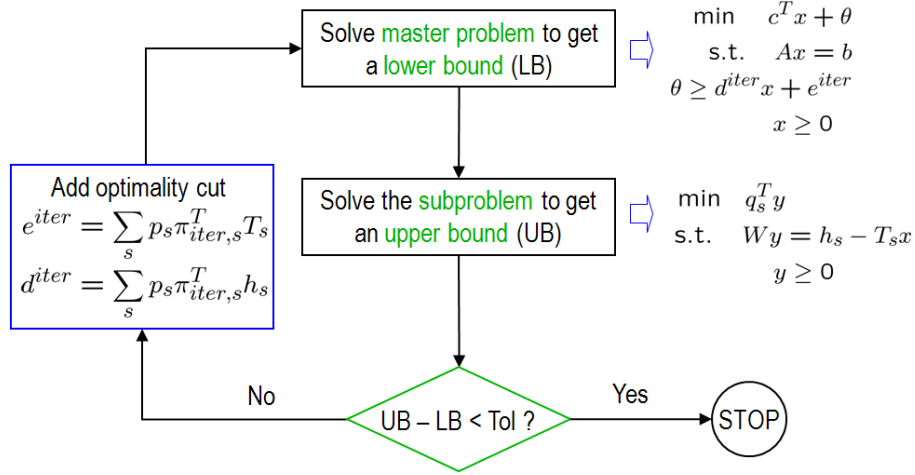 Solve master problem to get
a lower bound (LB)
min c^T x + θ
s.t. Ax = b
θ ≥ d^{iter} x + e^{iter}
x ≥ 0
Add optimality cut
e^{iter} = ∑_s p_s π^T_{iter,s} T_s
d^{iter} = ∑_s p_s π^T_{iter,s} h_s
Solve the subproblem to get
an upper bound (UB)
min q_s^T y
s.t. Wy = h_s − T_s x
y ≥ 0
No
UB – LB < Tol ?
Yes
STOP